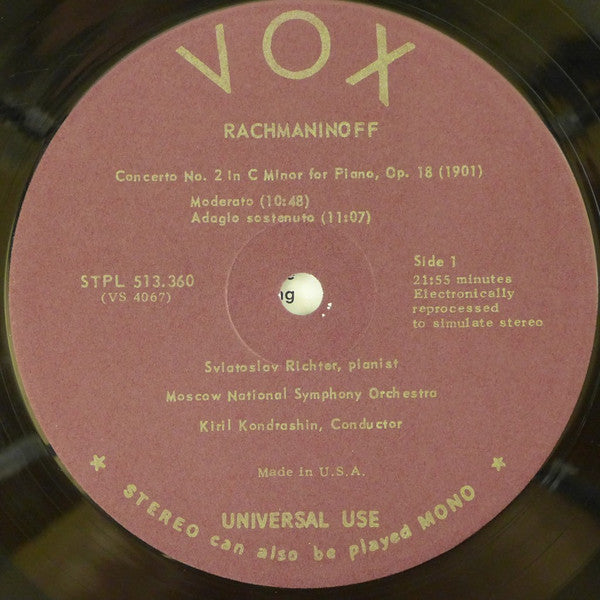 VOX
RACHMANINOFF
Concerto No. 2 in C Minor for Piano, Op. 18 (1901)
Moderato (10:48)
Adagio sostenuto (11:07)
STPL 513.360
(VS 4067)
Side 1
21:55 minutes
Electronically
reprocessed
to simulate stereo
Sviatoslav Richter, pianist
Moscow National Symphony Orchestra
Kiril Kondrashin, Conductor
Made in U.S.A.
UNIVERSAL USE
STEREO can also be played MONO